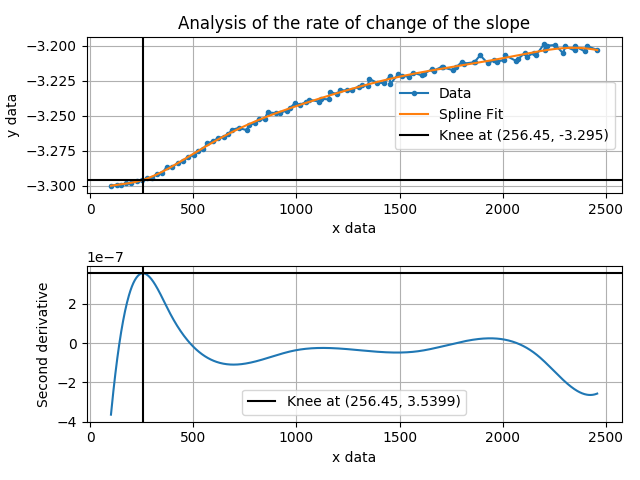 Analysis of the rate of change of the slope
y data
−3.200
−3.225
−3.250
−3.275
−3.300
Data
Spline Fit
Knee at (256.45, -3.295)
0 500 1000 1500 2000 2500
x data
1e−7
Second derivative
2
0
−2
−4
Knee at (256.45, 3.5399)
0 500 1000 1500 2000 2500
x data